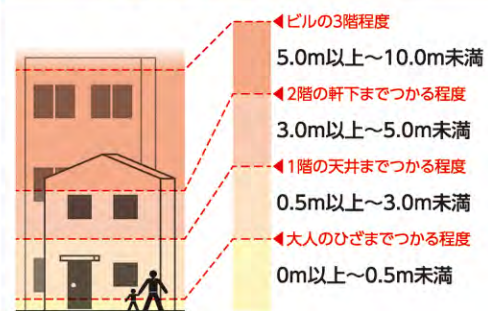 ◀ビルの3階程度
5.0m以上～10.0m未満
◀2階の軒下までつかる程度
3.0m以上～5.0m未満
◀1階の天井までつかる程度
0.5m以上～3.0m未満
◀大人のひざまでつかる程度
0m以上～0.5m未満